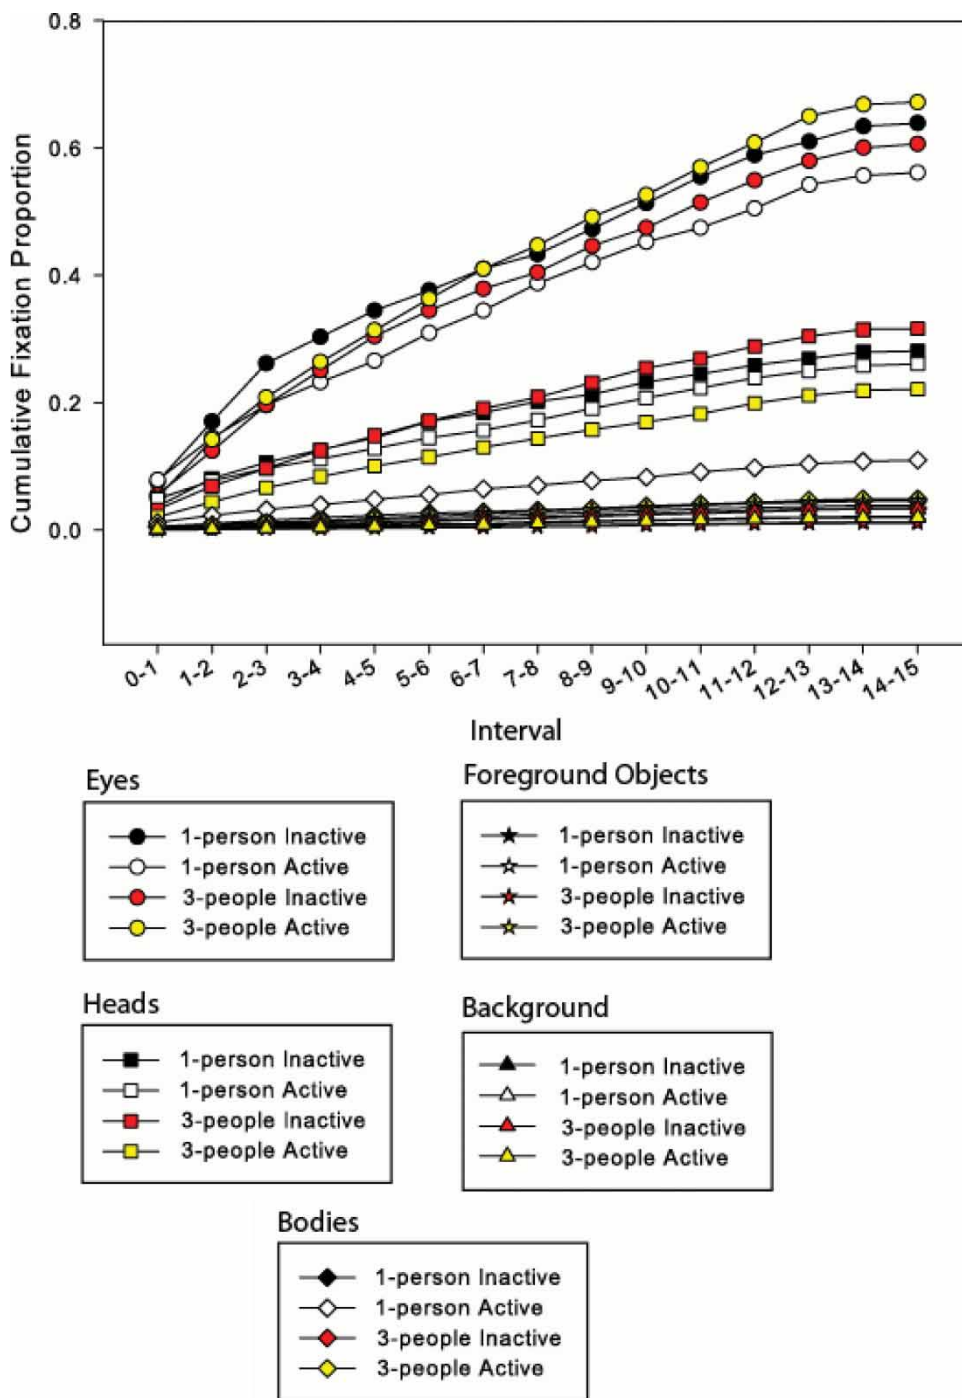 0.8
0.6
0.4
0.2
0.0
Cumulative Fixation Proportion
0-1 1-2 2-3 3-4 4-5 5-6 6-7 7-8 8-9 9-10 10-11 11-12 12-13 13-14 14-15
Interval
Eyes
1-person Inactive
1-person Active
3-people Inactive
3-people Active
Foreground Objects
1-person Inactive
1-person Active
3-people Inactive
3-people Active
Heads
1-person Inactive
1-person Active
3-people Inactive
3-people Active
Background
1-person Inactive
1-person Active
3-people Inactive
3-people Active
Bodies
1-person Inactive
1-person Active
3-people Inactive
3-people Active